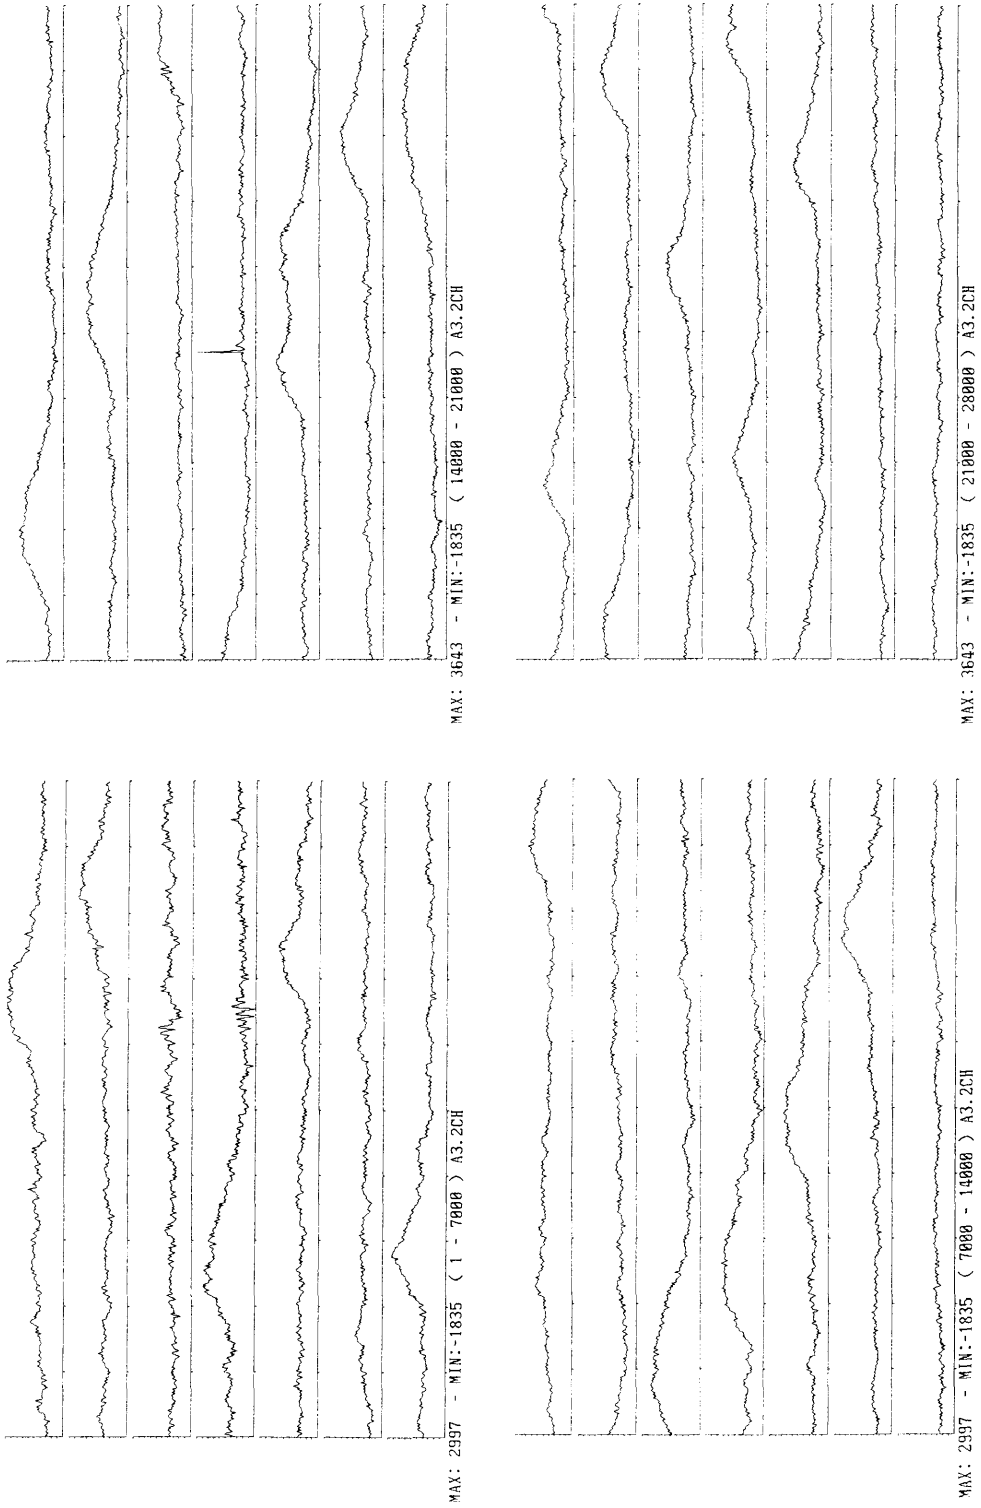 MAX: 2997 - MIN:-1835 ( 1 - 7000 ) A3.2CH
MAX: 3643 - MIN:-1835 ( 14000 - 21000 ) A3.2CH
MAX: 2997 - MIN:-1835 ( 7000 - 14000 ) A3.2CH
MAX: 3643 - MIN:-1835 ( 21000 - 28000 ) A3.2CH